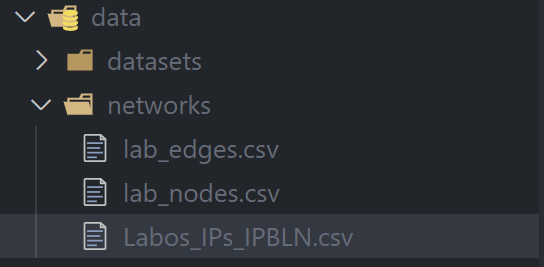 data
datasets
networks
lab_edges.csv
lab_nodes.csv
Labos_IPs_IPBLN.csv